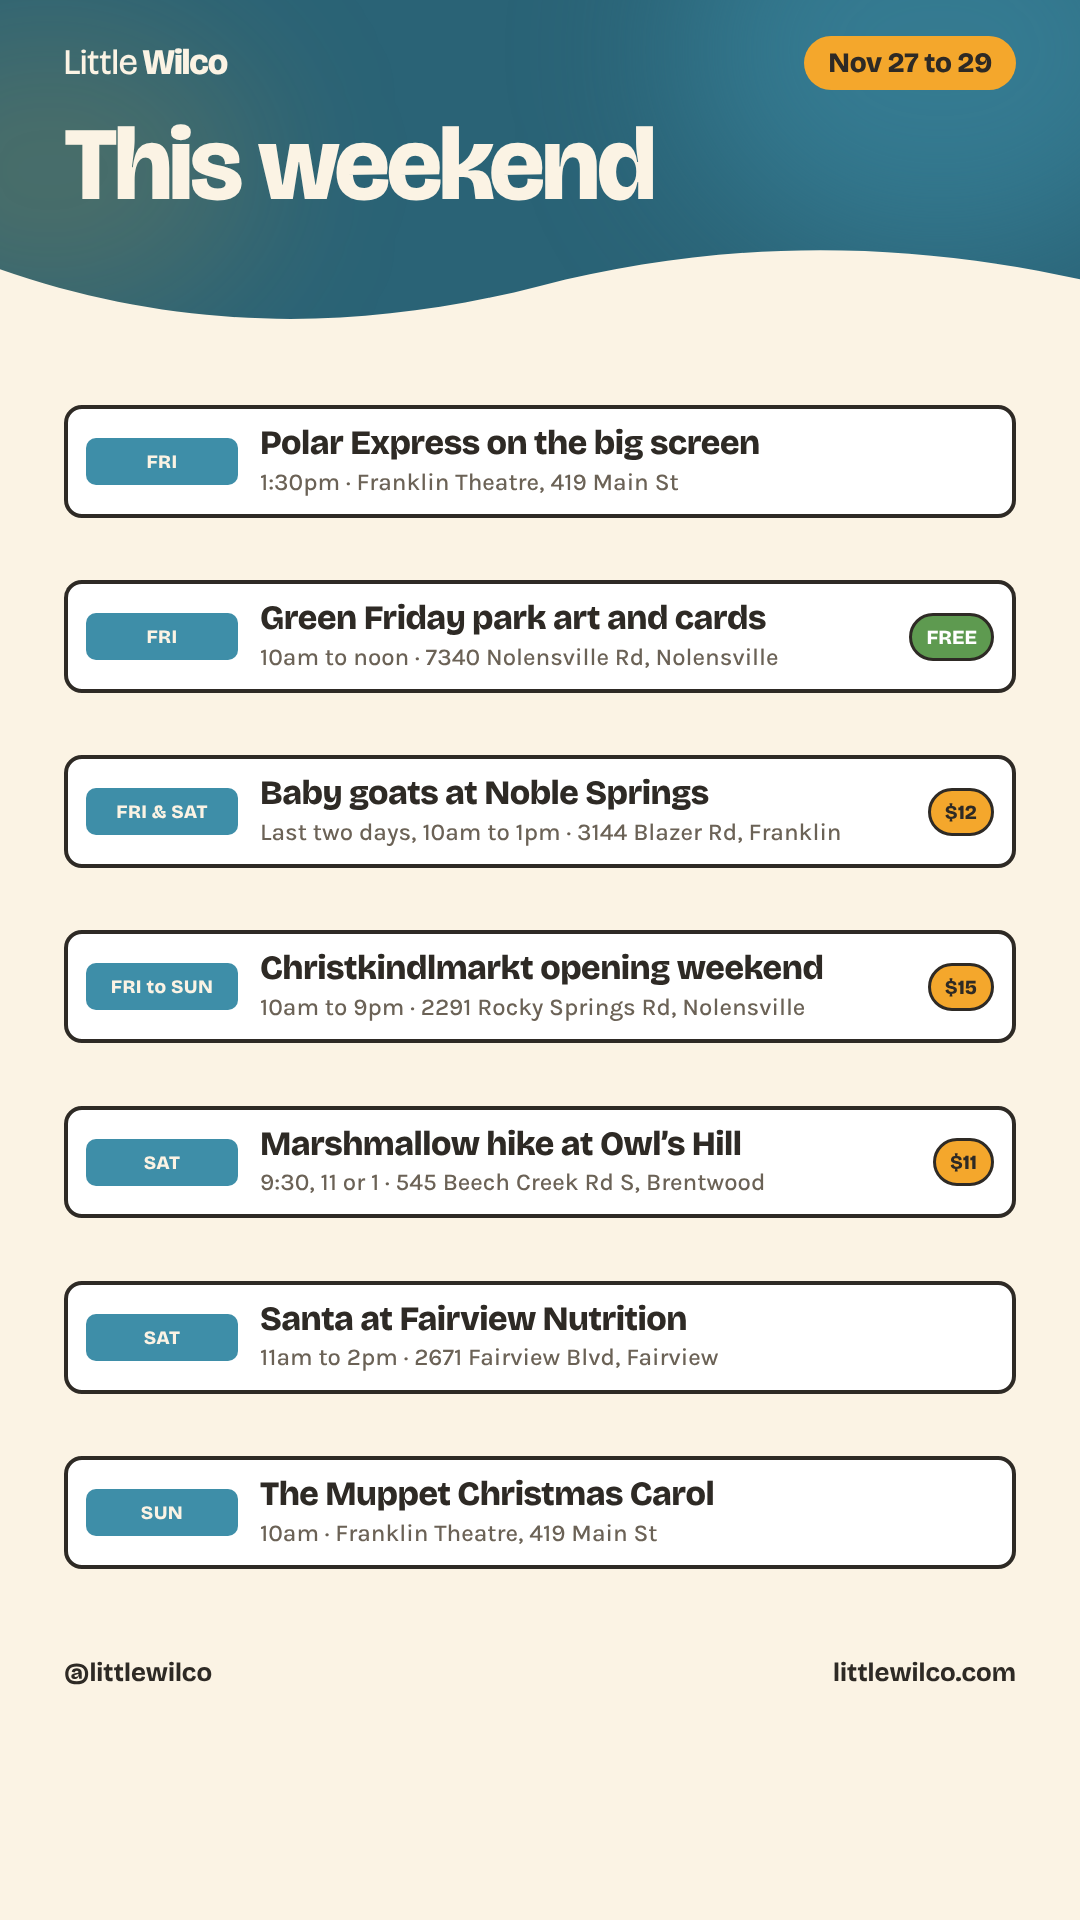 Little Wilco
Nov 27 to 29
This weekend
FRI
Polar Express on the big screen
1:30pm · Franklin Theatre, 419 Main St
FRI
Green Friday park art and cards
10am to noon · 7340 Nolensville Rd, Nolensville
FREE
FRI & SAT
Baby goats at Noble Springs
Last two days, 10am to 1pm · 3144 Blazer Rd, Franklin
$12
FRI to SUN
Christkindlmarkt opening weekend
10am to 9pm · 2291 Rocky Springs Rd, Nolensville
$15
SAT
Marshmallow hike at Owl's Hill
9:30, 11 or 1 · 545 Beech Creek Rd S, Brentwood
$11
SAT
Santa at Fairview Nutrition
11am to 2pm · 2671 Fairview Blvd, Fairview
SUN
The Muppet Christmas Carol
10am · Franklin Theatre, 419 Main St
@littlewilco
littlewilco.com